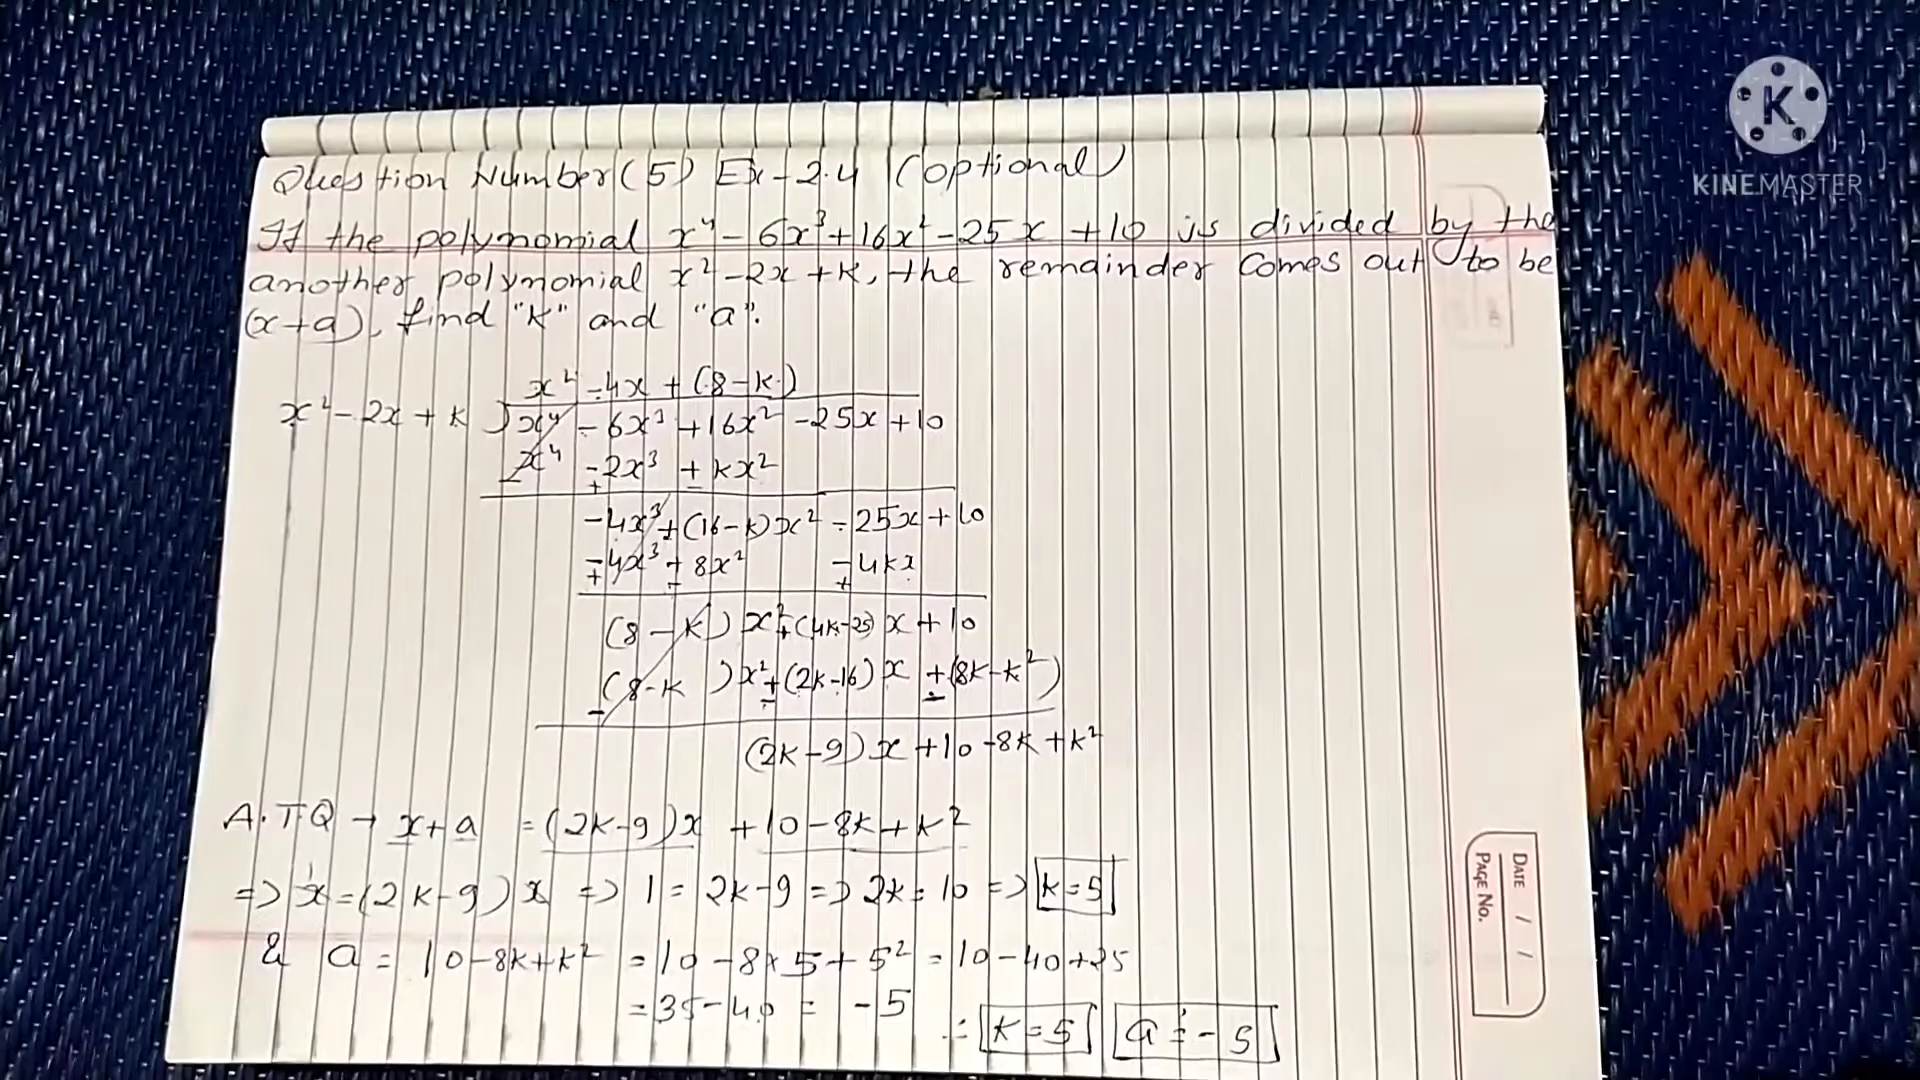 K
KINEMASTER
Question Number (5) Ex-2.4 (optional)
If the polynomial x⁴ - 6x³ + 16x² - 25x + 10 is divided by the
another polynomial x² - 2x + k, the remainder comes out to be
(x+a), find "k" and "a".
x² - 4x + (8-k)
x² - 2x + k ) x⁴ - 6x³ + 16x² - 25x + 10
x⁴ - 2x³ + kx²
- + -
-4x³ + (16-k)x² - 25x + 10
-4x³ + 8x² - 4kx
+ - +
(8-k)x² + (4k-25)x + 10
(8-k)x² + (2k-16)x + (8k-k²)
- - -
(2k-9)x + 10 - 8k + k²
A.T.Q → x+a = (2k-9)x + 10 - 8k + k²
=> x = (2k-9)x => 1 = 2k-9 => 2k = 10 => k=5
& a = 10 - 8k + k² = 10 - 8×5 + 5² = 10 - 40 + 25
= 35 - 40 = -5
∴ k = 5 a = -5
DATE / /
PAGE No.